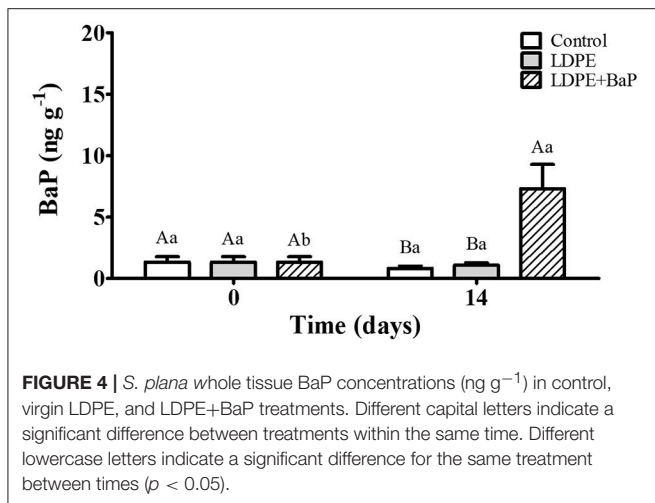 20
15
10
5
0
BaP (ng g⁻¹)
Control
LDPE
LDPE+BaP
Aa
Aa
Ab
Ba
Ba
Aa
0
14
Time (days)
FIGURE 4 | S. plana whole tissue BaP concentrations (ng g⁻¹) in control,
virgin LDPE, and LDPE+BaP treatments. Different capital letters indicate a
significant difference between treatments within the same time. Different
lowercase letters indicate a significant difference for the same treatment
between times (p < 0.05).